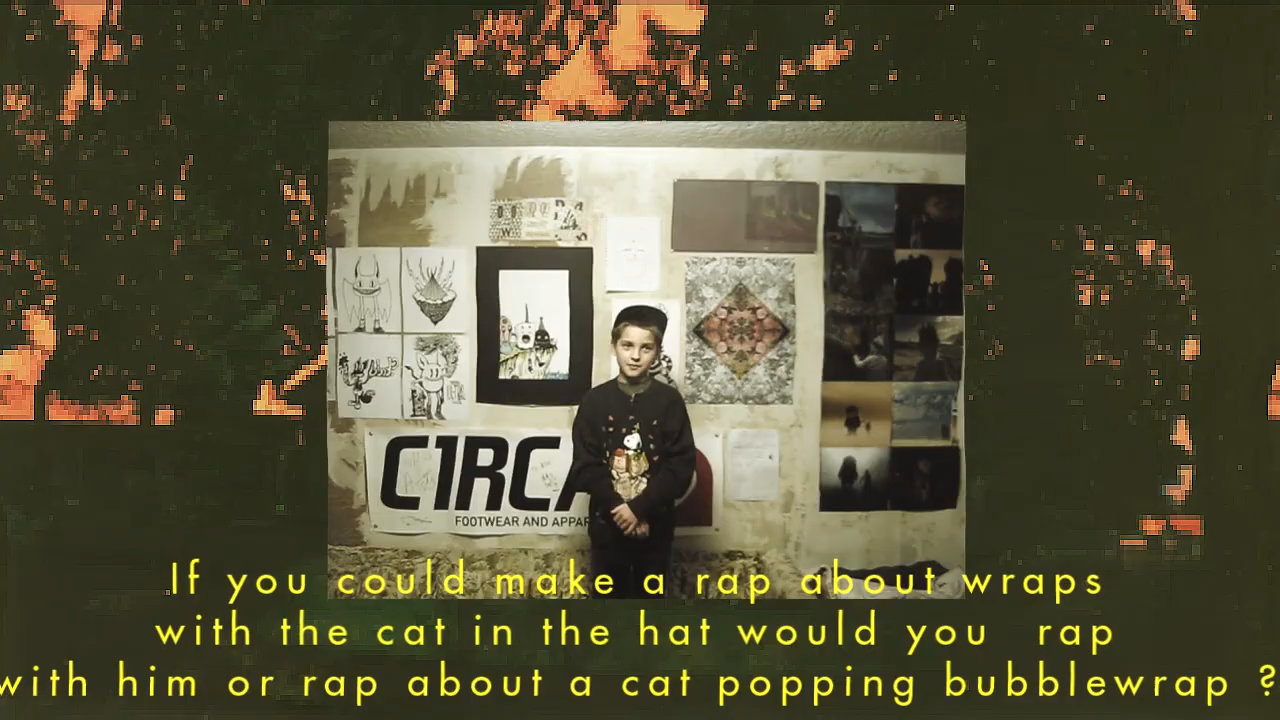 C1RCA
FOOTWEAR AND APPAR
If you could make a rap about wraps
with the cat in the hat would you rap
with him or rap about a cat popping bubblewrap ?